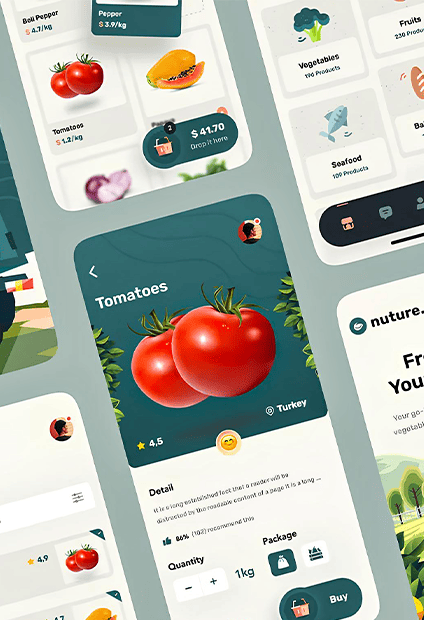 Bell Pepper
$ 4.7/kg
Pepper
$ 3.9/kg
Tomatoes
$ 1.2/kg
2
$ 41.70
Drop it here
Vegetables
196 Products
Fruits
230 Products
Seafood
109 Products
Ba
Tomatoes
4,5
Turkey
Detail
It is a long established fact that a reader will be
distracted by the readable content of a page it is a long ...
86% (102) recommend this
Quantity
Package
− + 1kg
Buy
nuture.
Fr
You
Your go-
vegetabl
4.9